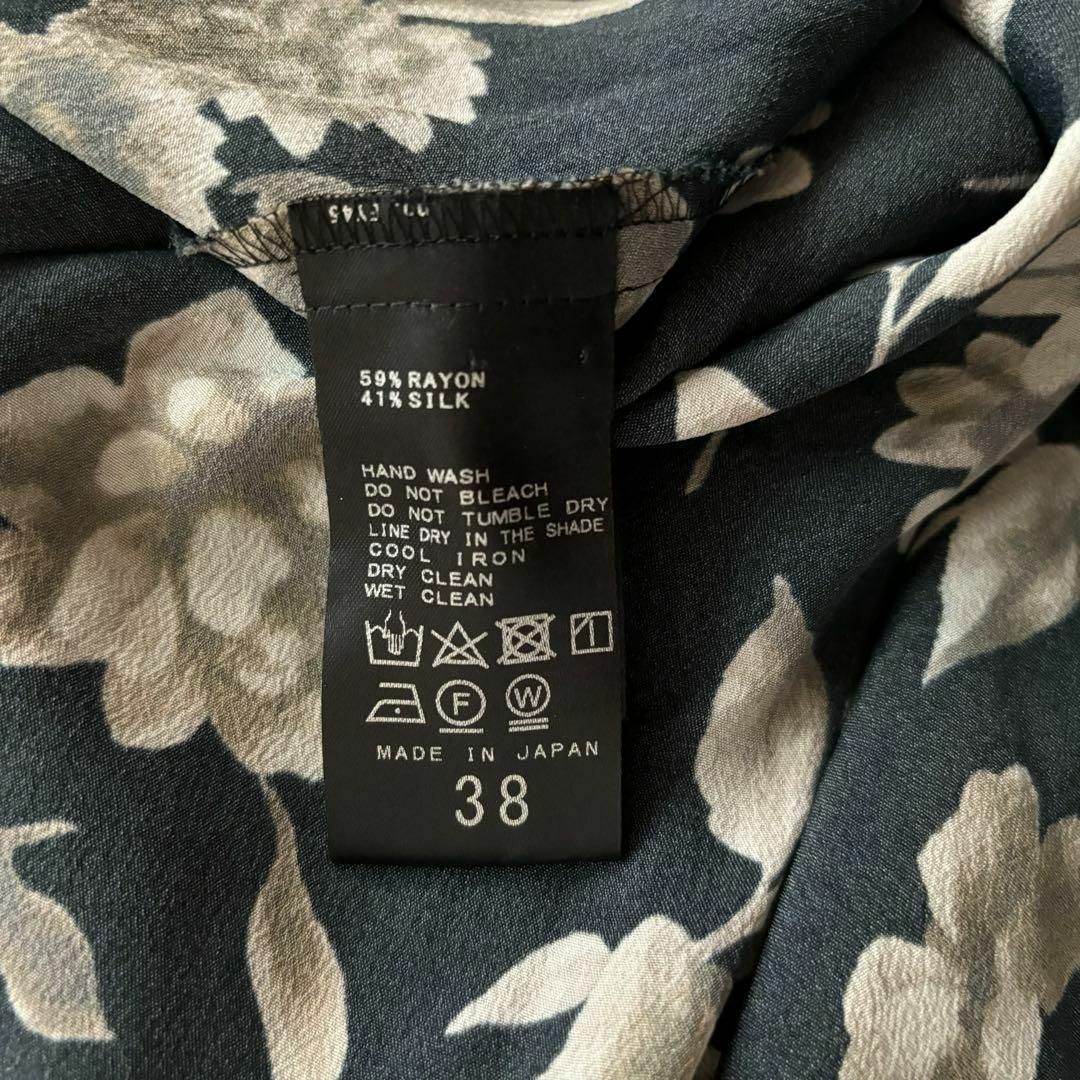 59% RAYON
41% SILK
HAND WASH
DO NOT BLEACH
DO NOT TUMBLE DRY
LINE DRY IN THE SHADE
COOL IRON
DRY CLEAN
WET CLEAN
F
W
MADE IN JAPAN
38